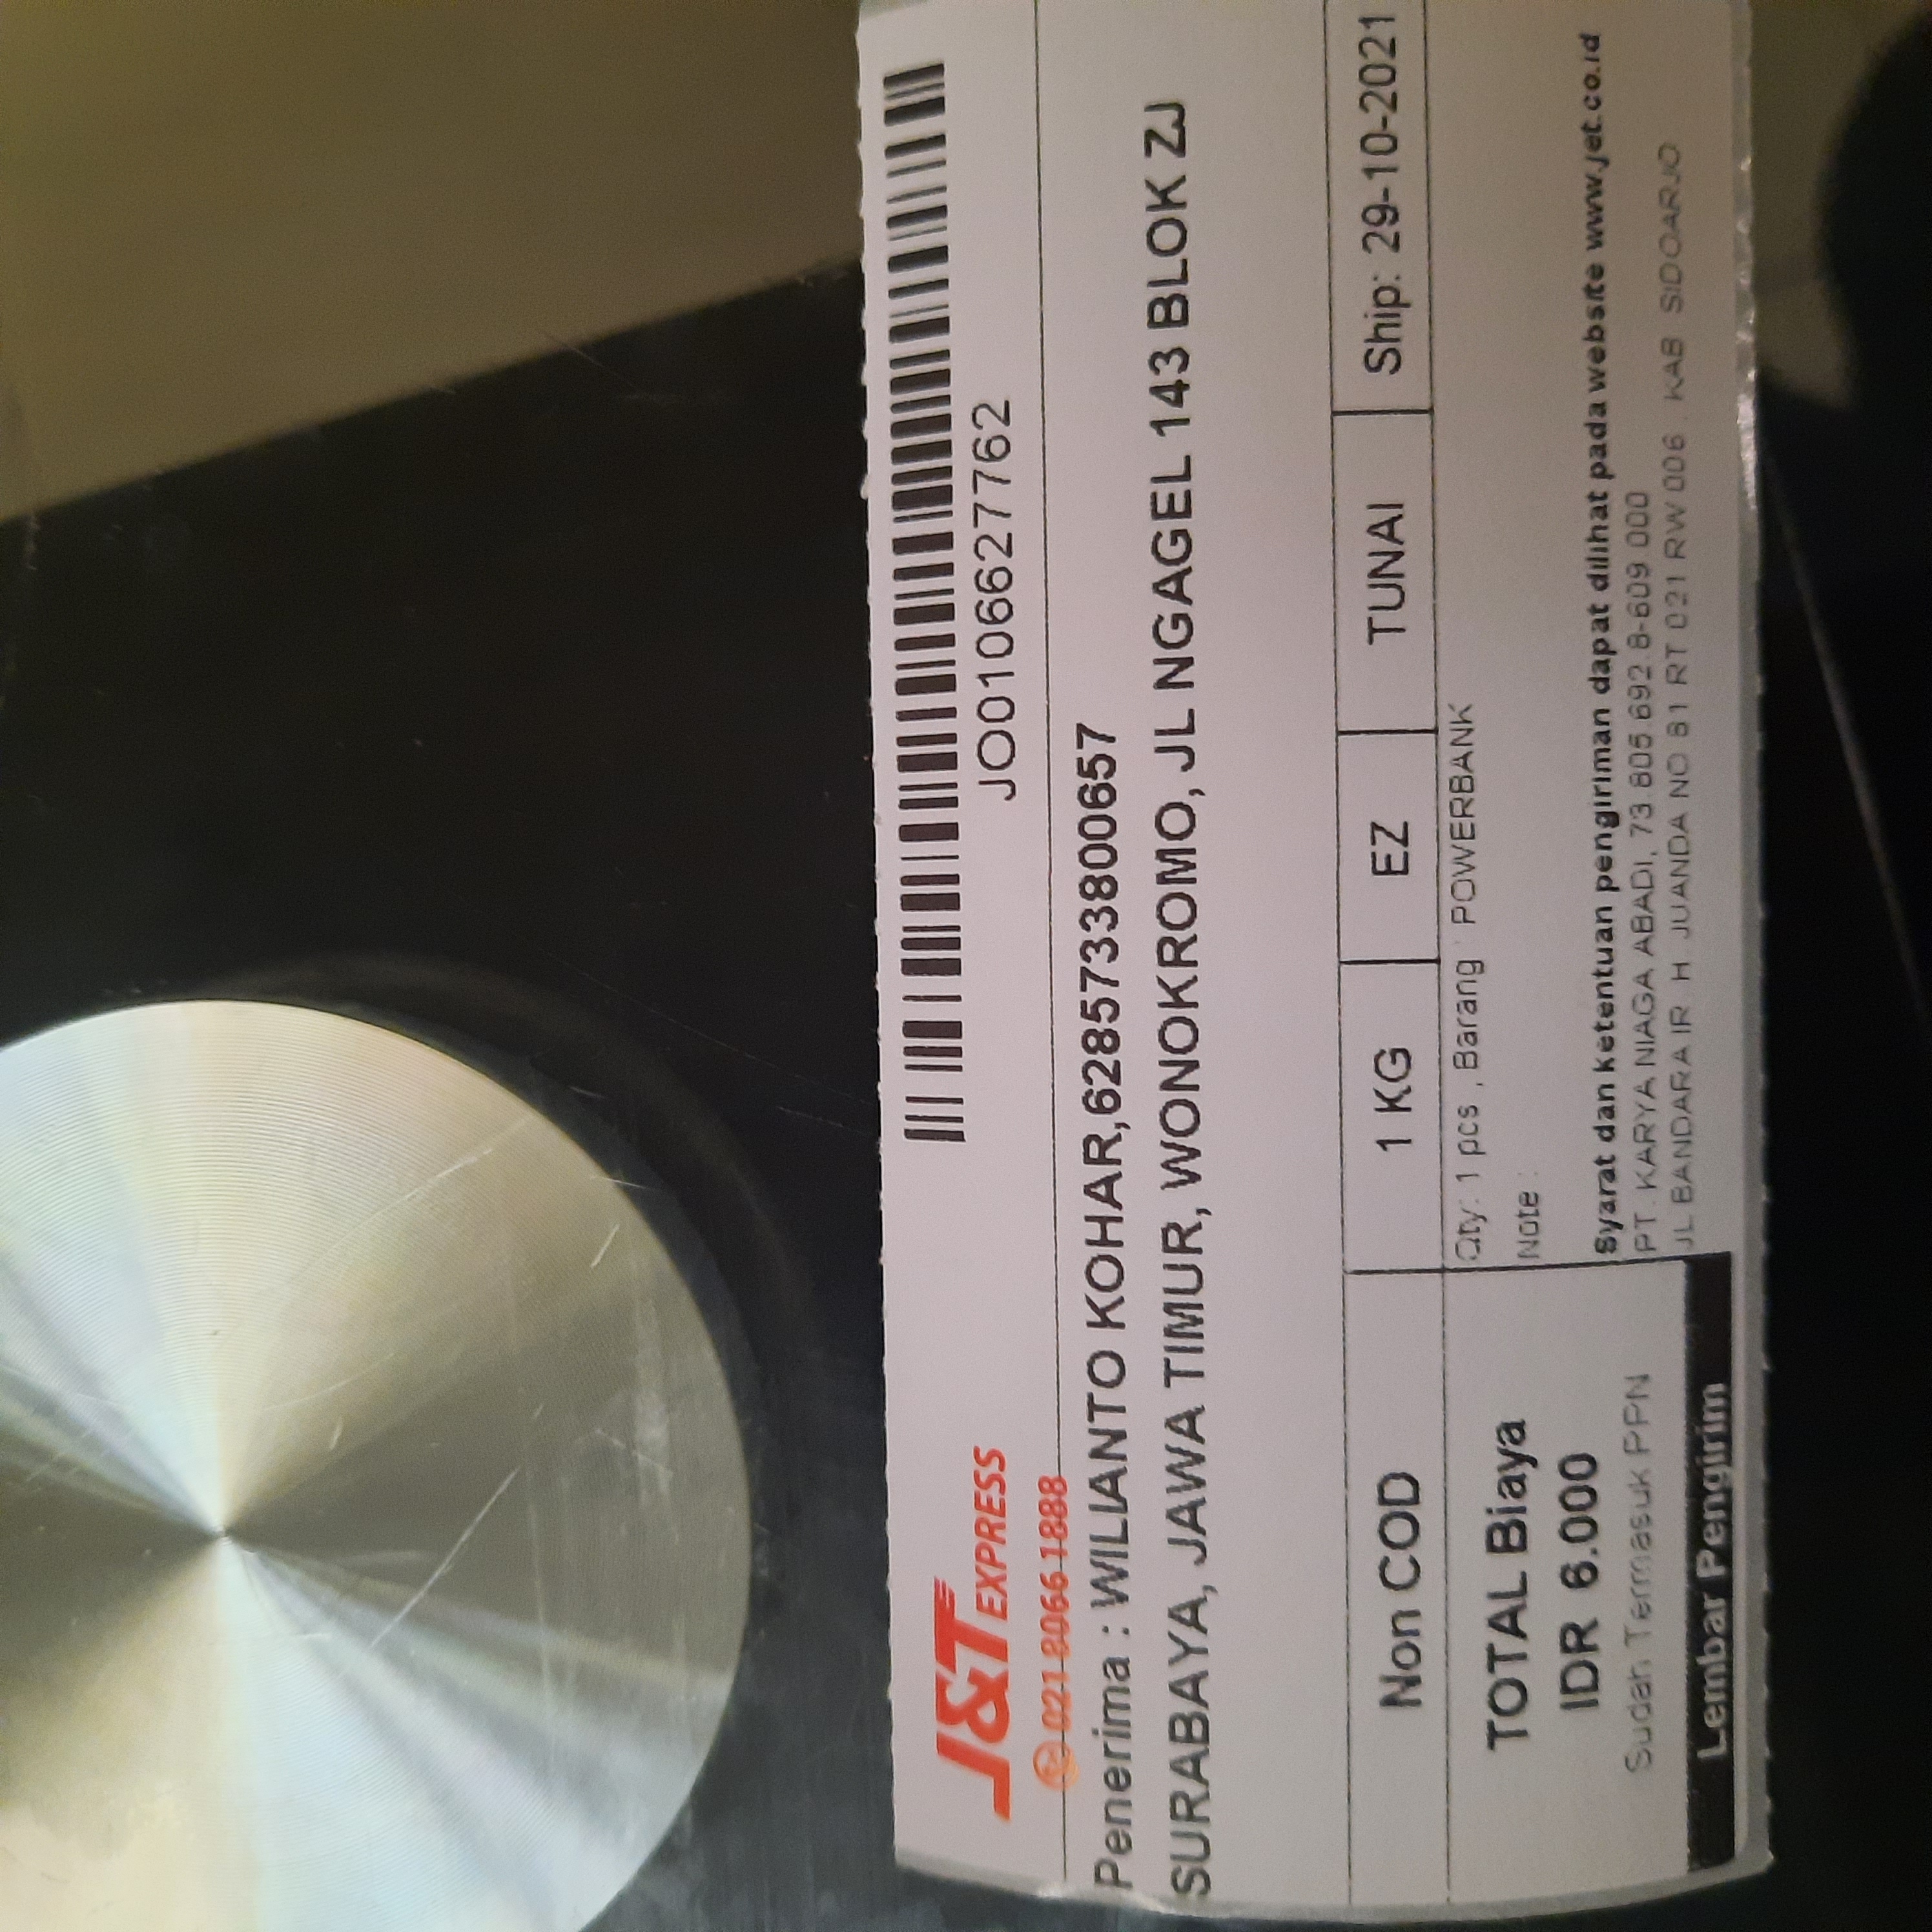 J&T EXPRESS
021 8066 1888
JO0106627762
Penerima : WILIANTO KOHAR,6285733800657
SURABAYA, JAWA TIMUR, WONOKROMO, JL NGAGEL 143 BLOK ZJ
Non COD 1 KG EZ TUNAI Ship: 29-10-2021
Qty: 1 pcs , Barang : POWERBANK
Note :
TOTAL Biaya
IDR 6.000
Sudah Termasuk PPN
Lembar Pengirim
Syarat dan ketentuan pengiriman dapat dilihat pada website www.jet.co.id
PT. KARYA NIAGA ABADI, 73.805.692.8-609.000
JL BANDARA IR. H. JUANDA NO 81 RT 021 RW 006 , KAB. SIDOARJO